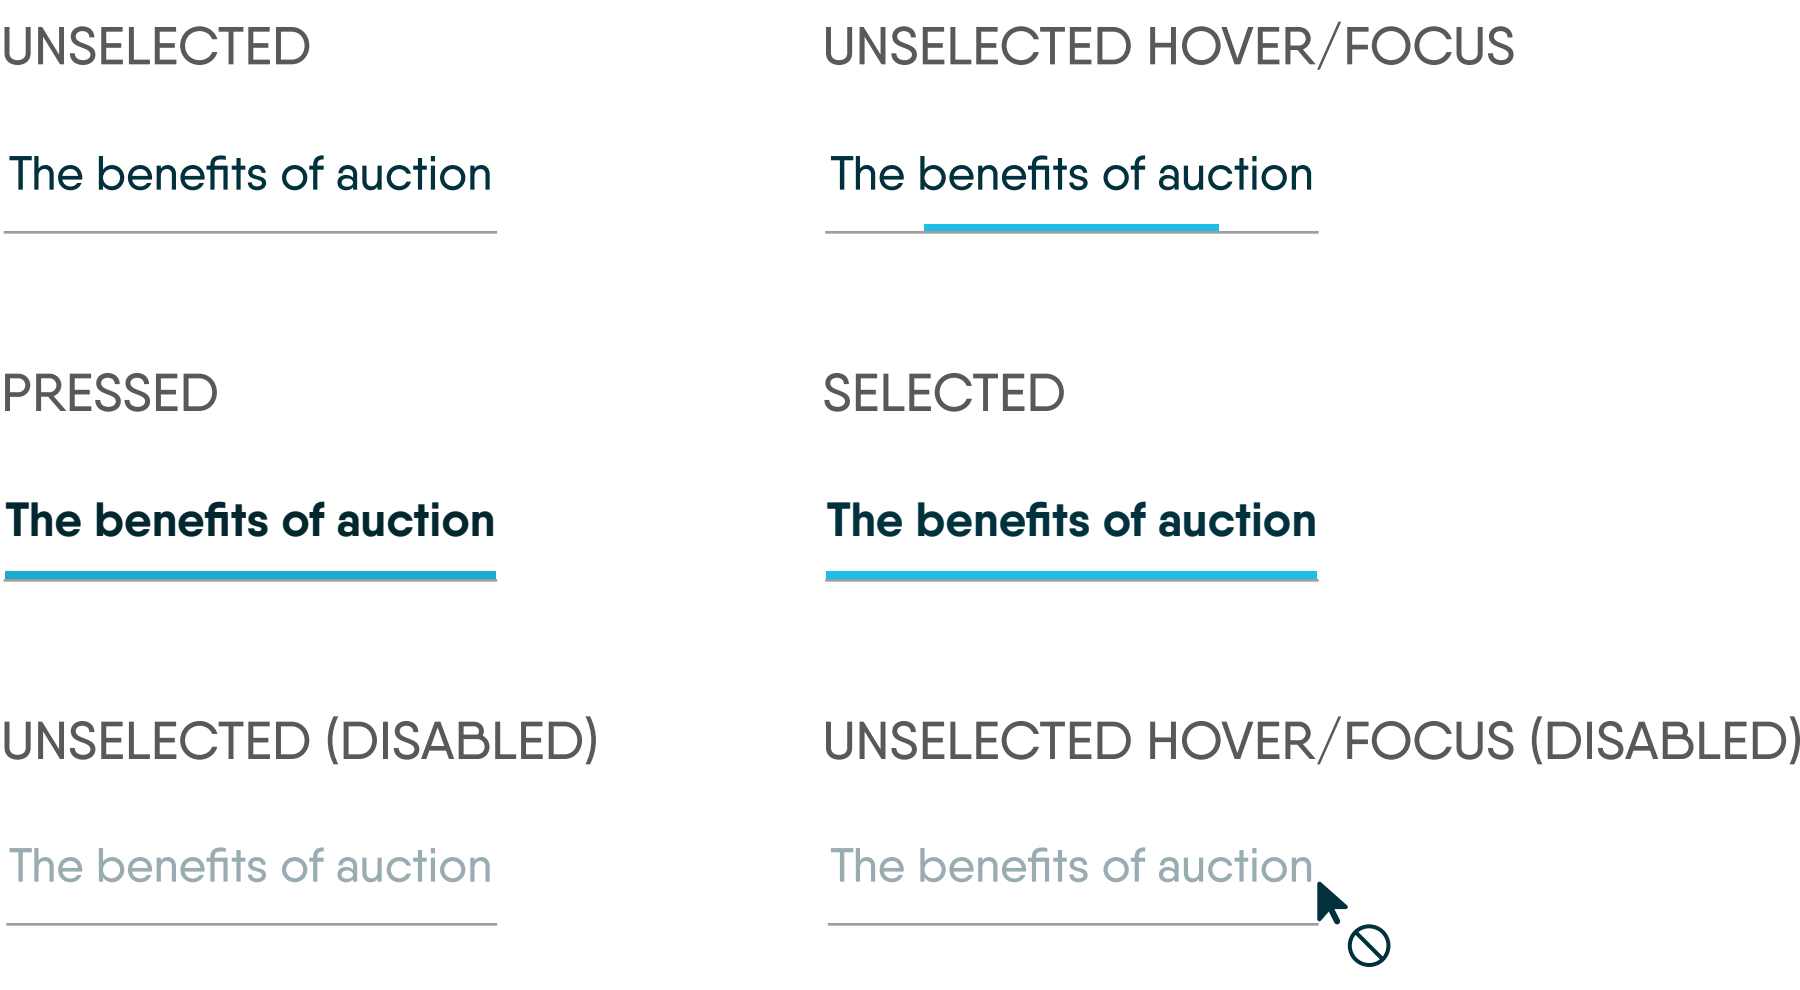 UNSELECTED
UNSELECTED HOVER/FOCUS
The benefits of auction
The benefits of auction
PRESSED
SELECTED
The benefits of auction
The benefits of auction
UNSELECTED (DISABLED)
UNSELECTED HOVER/FOCUS (DISABLED)
The benefits of auction
The benefits of auction